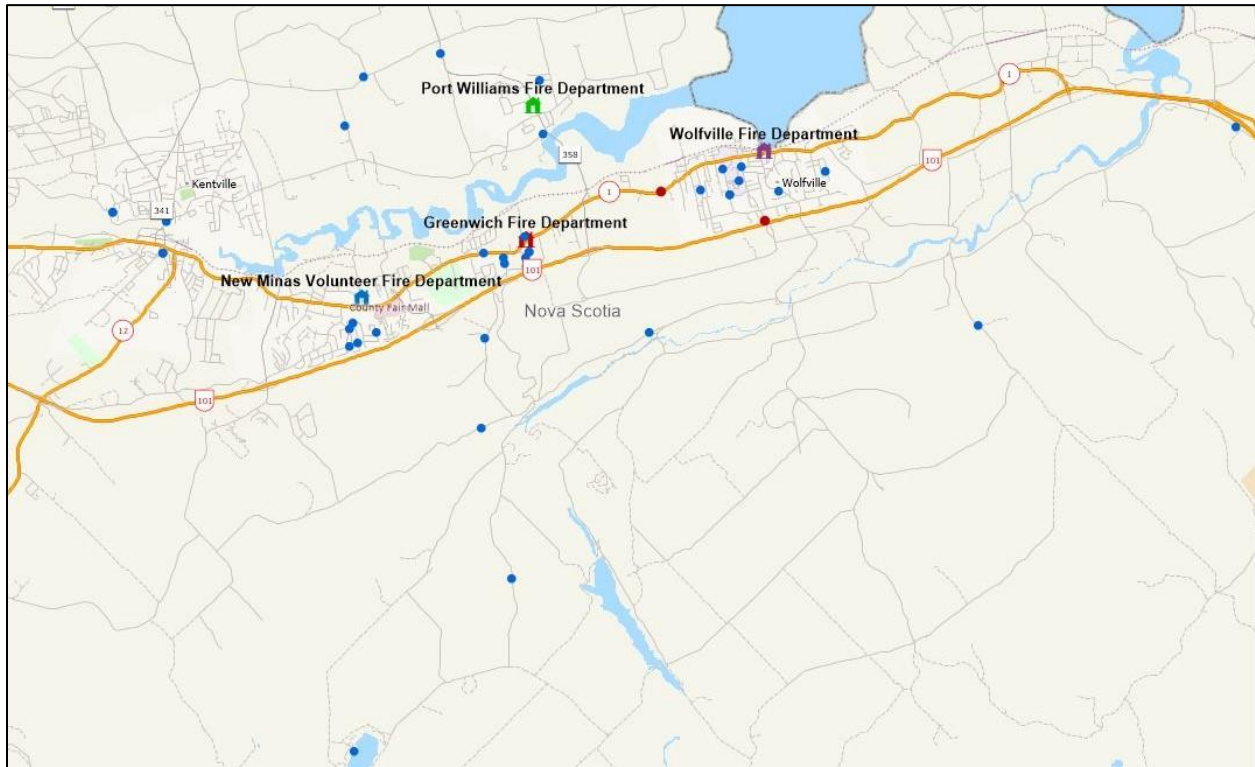 1
Port Williams Fire Department
Wolfville Fire Department
358
101
Kentville
Wolfville
341
1
Greenwich Fire Department
101
New Minas Volunteer Fire Department
County Fair Mall
Nova Scotia
12
101